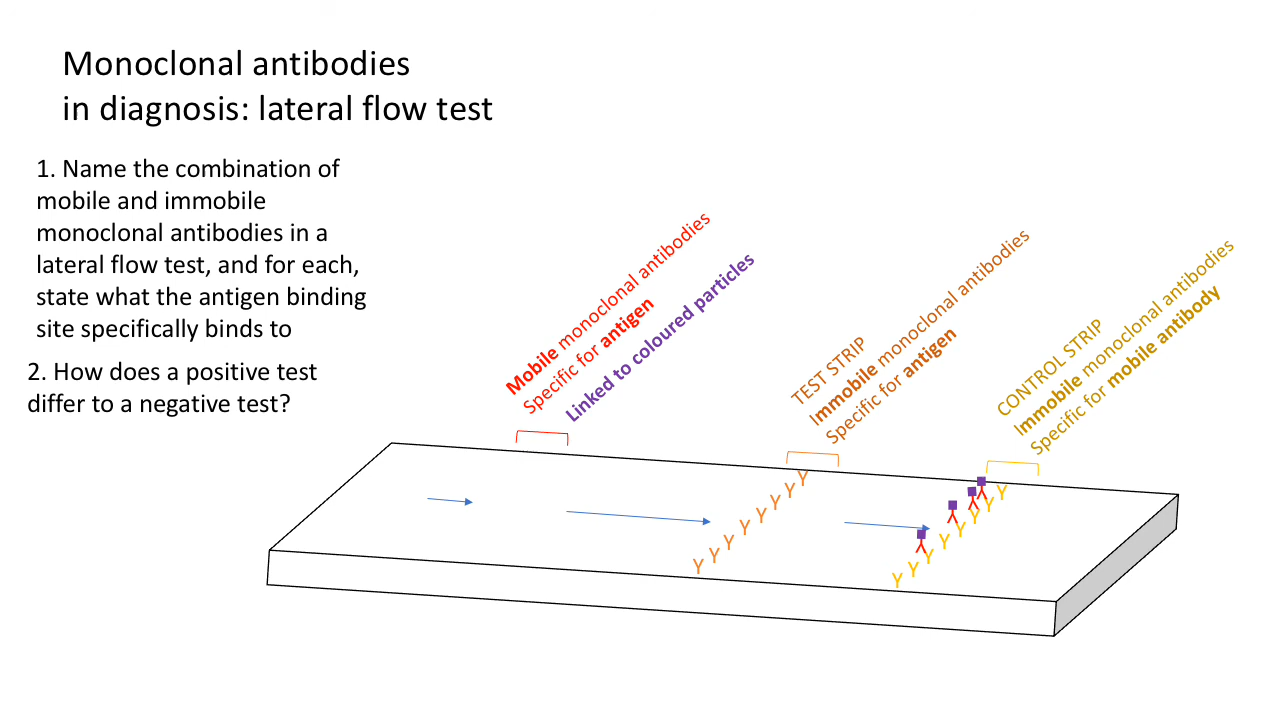 Monoclonal antibodies
in diagnosis: lateral flow test
1. Name the combination of
mobile and immobile
monoclonal antibodies in a
lateral flow test, and for each,
state what the antigen binding
site specifically binds to
2. How does a positive test
differ to a negative test?
Mobile monoclonal antibodies
Specific for antigen
Linked to coloured particles
TEST STRIP
Immobile monoclonal antibodies
Specific for antigen
CONTROL STRIP
Immobile monoclonal antibodies
Specific for mobile antibody